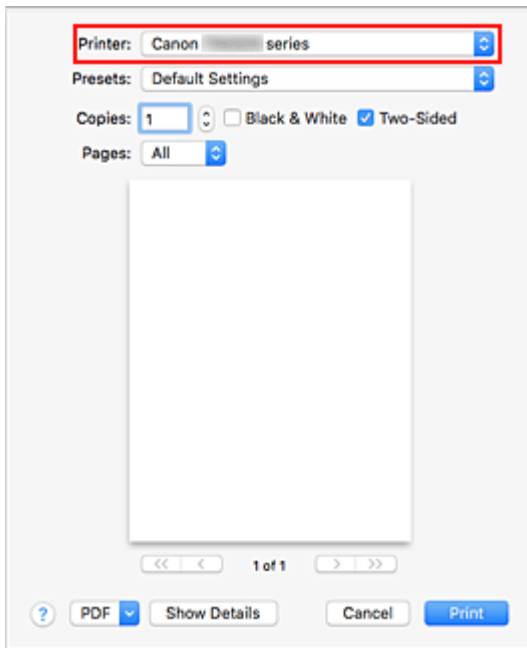 Printer: Canon series
Presets: Default Settings
Copies: 1 Black & White Two-Sided
Pages: All
<< < 1 of 1 > >>
? PDF Show Details Cancel Print